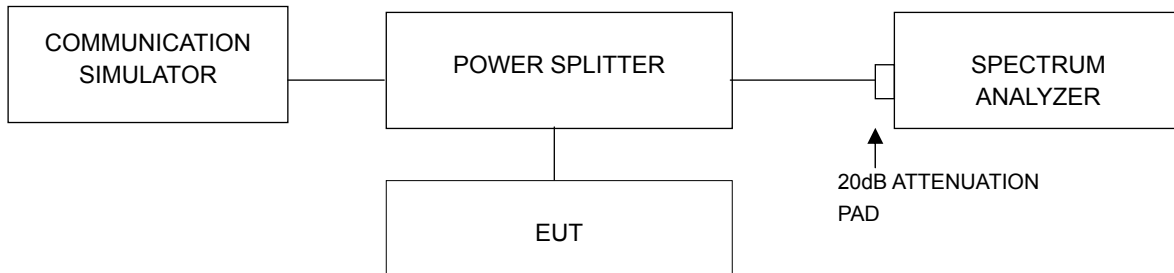 COMMUNICATION
SIMULATOR
POWER SPLITTER
SPECTRUM
ANALYZER
20dB ATTENUATION
PAD
EUT